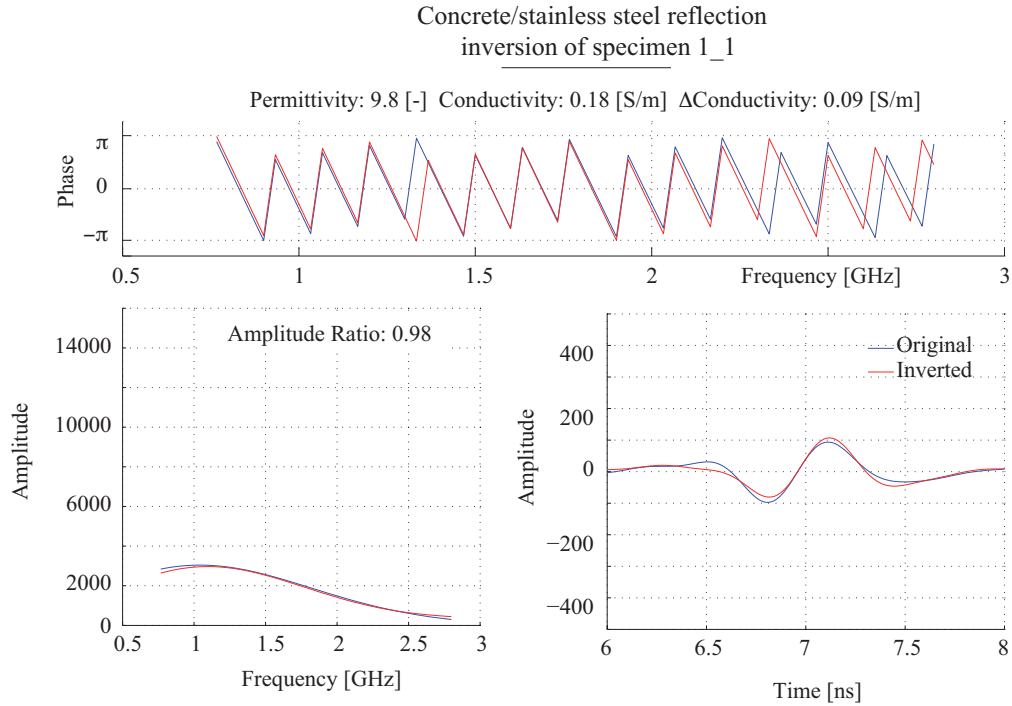 Concrete/stainless steel reflection
inversion of specimen 1_1
Permittivity: 9.8 [-]  Conductivity: 0.18 [S/m]  ΔConductivity: 0.09 [S/m]
Phase
π
0
−π
0.5 1 1.5 2 2.5 3
Frequency [GHz]
Amplitude Ratio: 0.98
Amplitude
14000
10000
6000
2000
0
0.5 1 1.5 2 2.5 3
Frequency [GHz]
Original
Inverted
Amplitude
400
200
0
−200
−400
6 6.5 7 7.5 8
Time [ns]